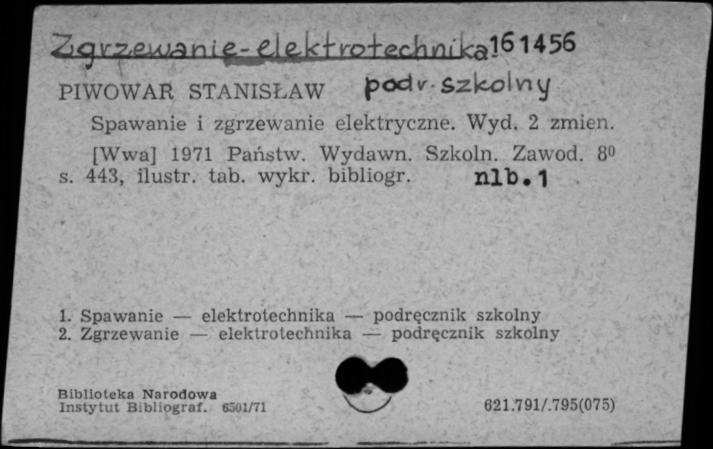 Zgrzewanie-elektrotechnika 161456
PIWOWAR STANISŁAW podr. szkolny
Spawanie i zgrzewanie elektryczne. Wyd. 2 zmien.
[Wwa] 1971 Państw. Wydawn. Szkoln. Zawod. 8⁰
s. 443, ilustr. tab. wykr. bibliogr. nlb. 1
1. Spawanie — elektrotechnika — podręcznik szkolny
2. Zgrzewanie — elektrotechnika — podręcznik szkolny
Biblioteka Narodowa
Instytut Bibliograf. 6501/71 621.791/.795(075)